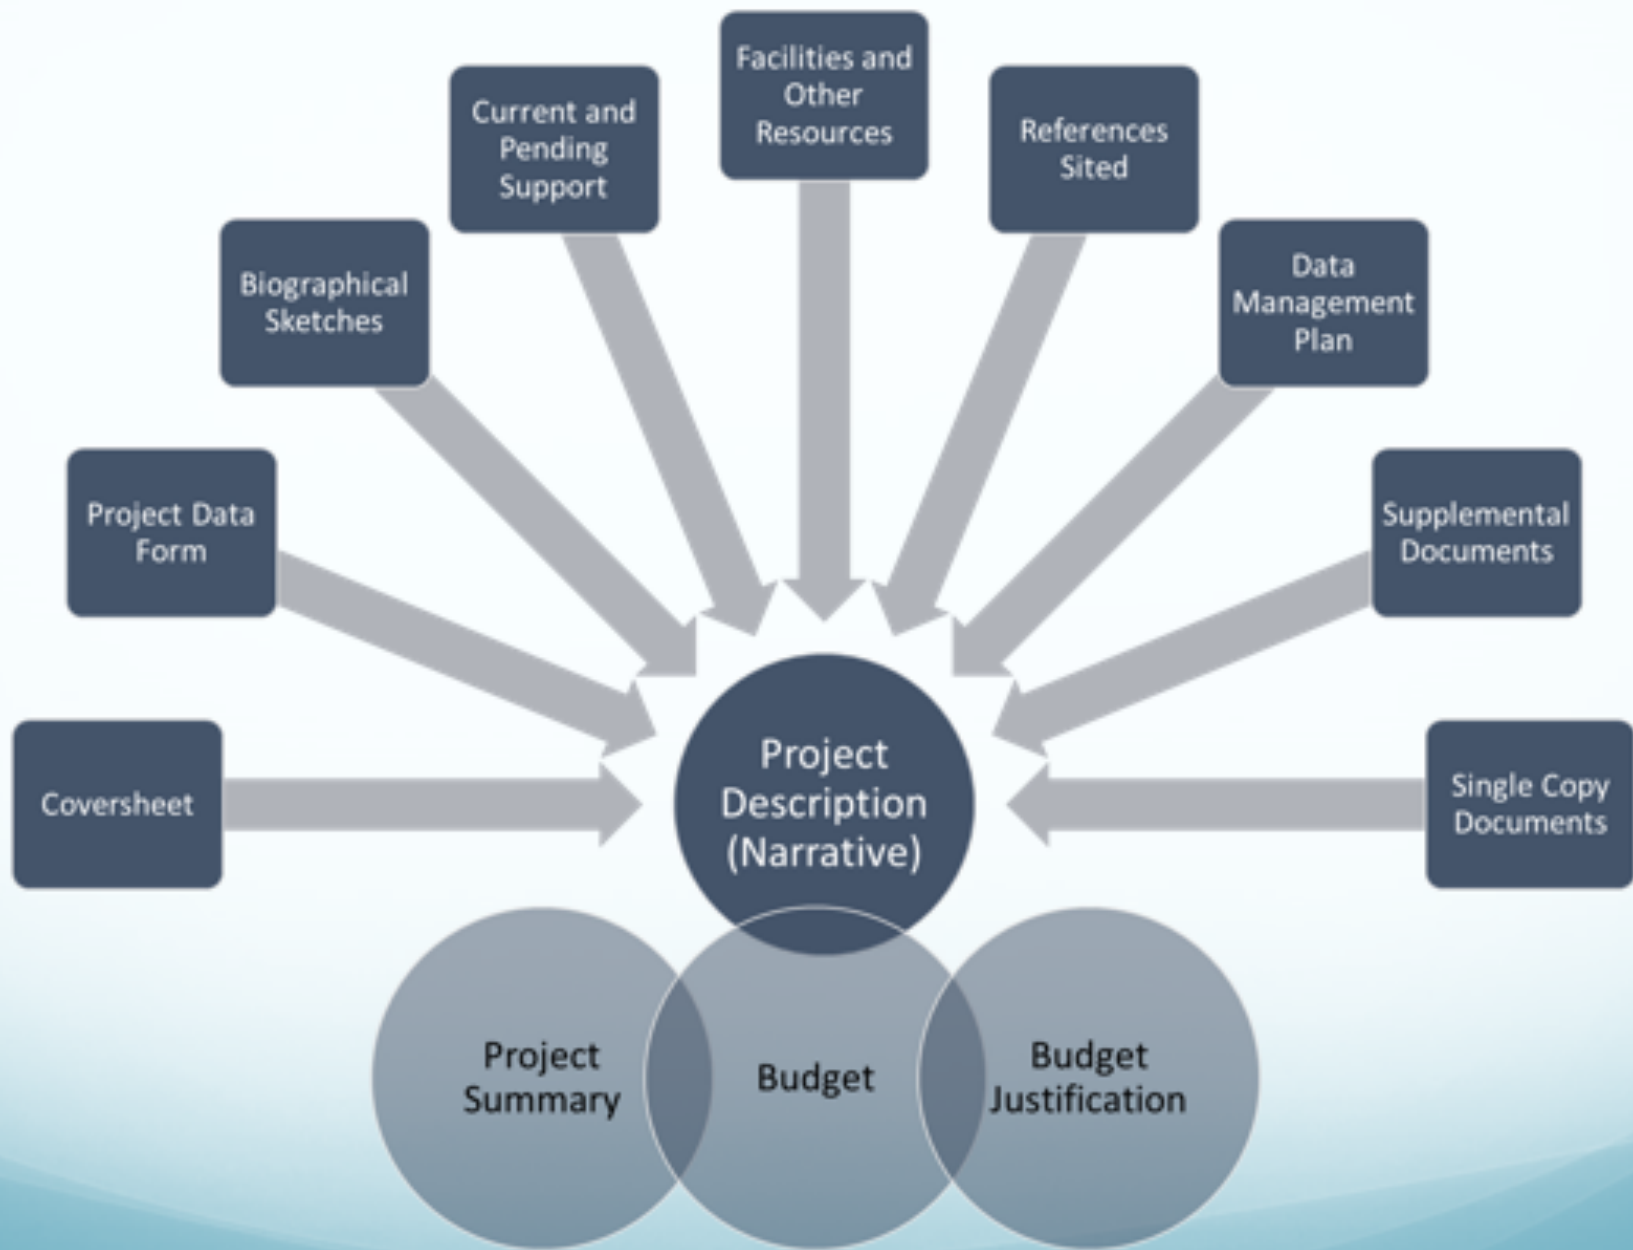 Facilities and
Other
Resources
Current and
Pending
Support
References
Sited
Biographical
Sketches
Data
Management
Plan
Project Data
Form
Supplemental
Documents
Coversheet
Project
Description
(Narrative)
Single Copy
Documents
Project
Summary
Budget
Budget
Justification